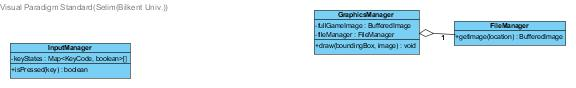 Visual Paradigm Standard(Selim(Bilkent Univ.))
GraphicsManager
-fullGameImage : BufferedImage
-fileManager : FileManager
+draw(boundingBox, image) : void
FileManager
+getImage(location) : BufferedImage
1
InputManager
-keyStates : Map<KeyCode, boolean>[]
+isPressed(key) : boolean